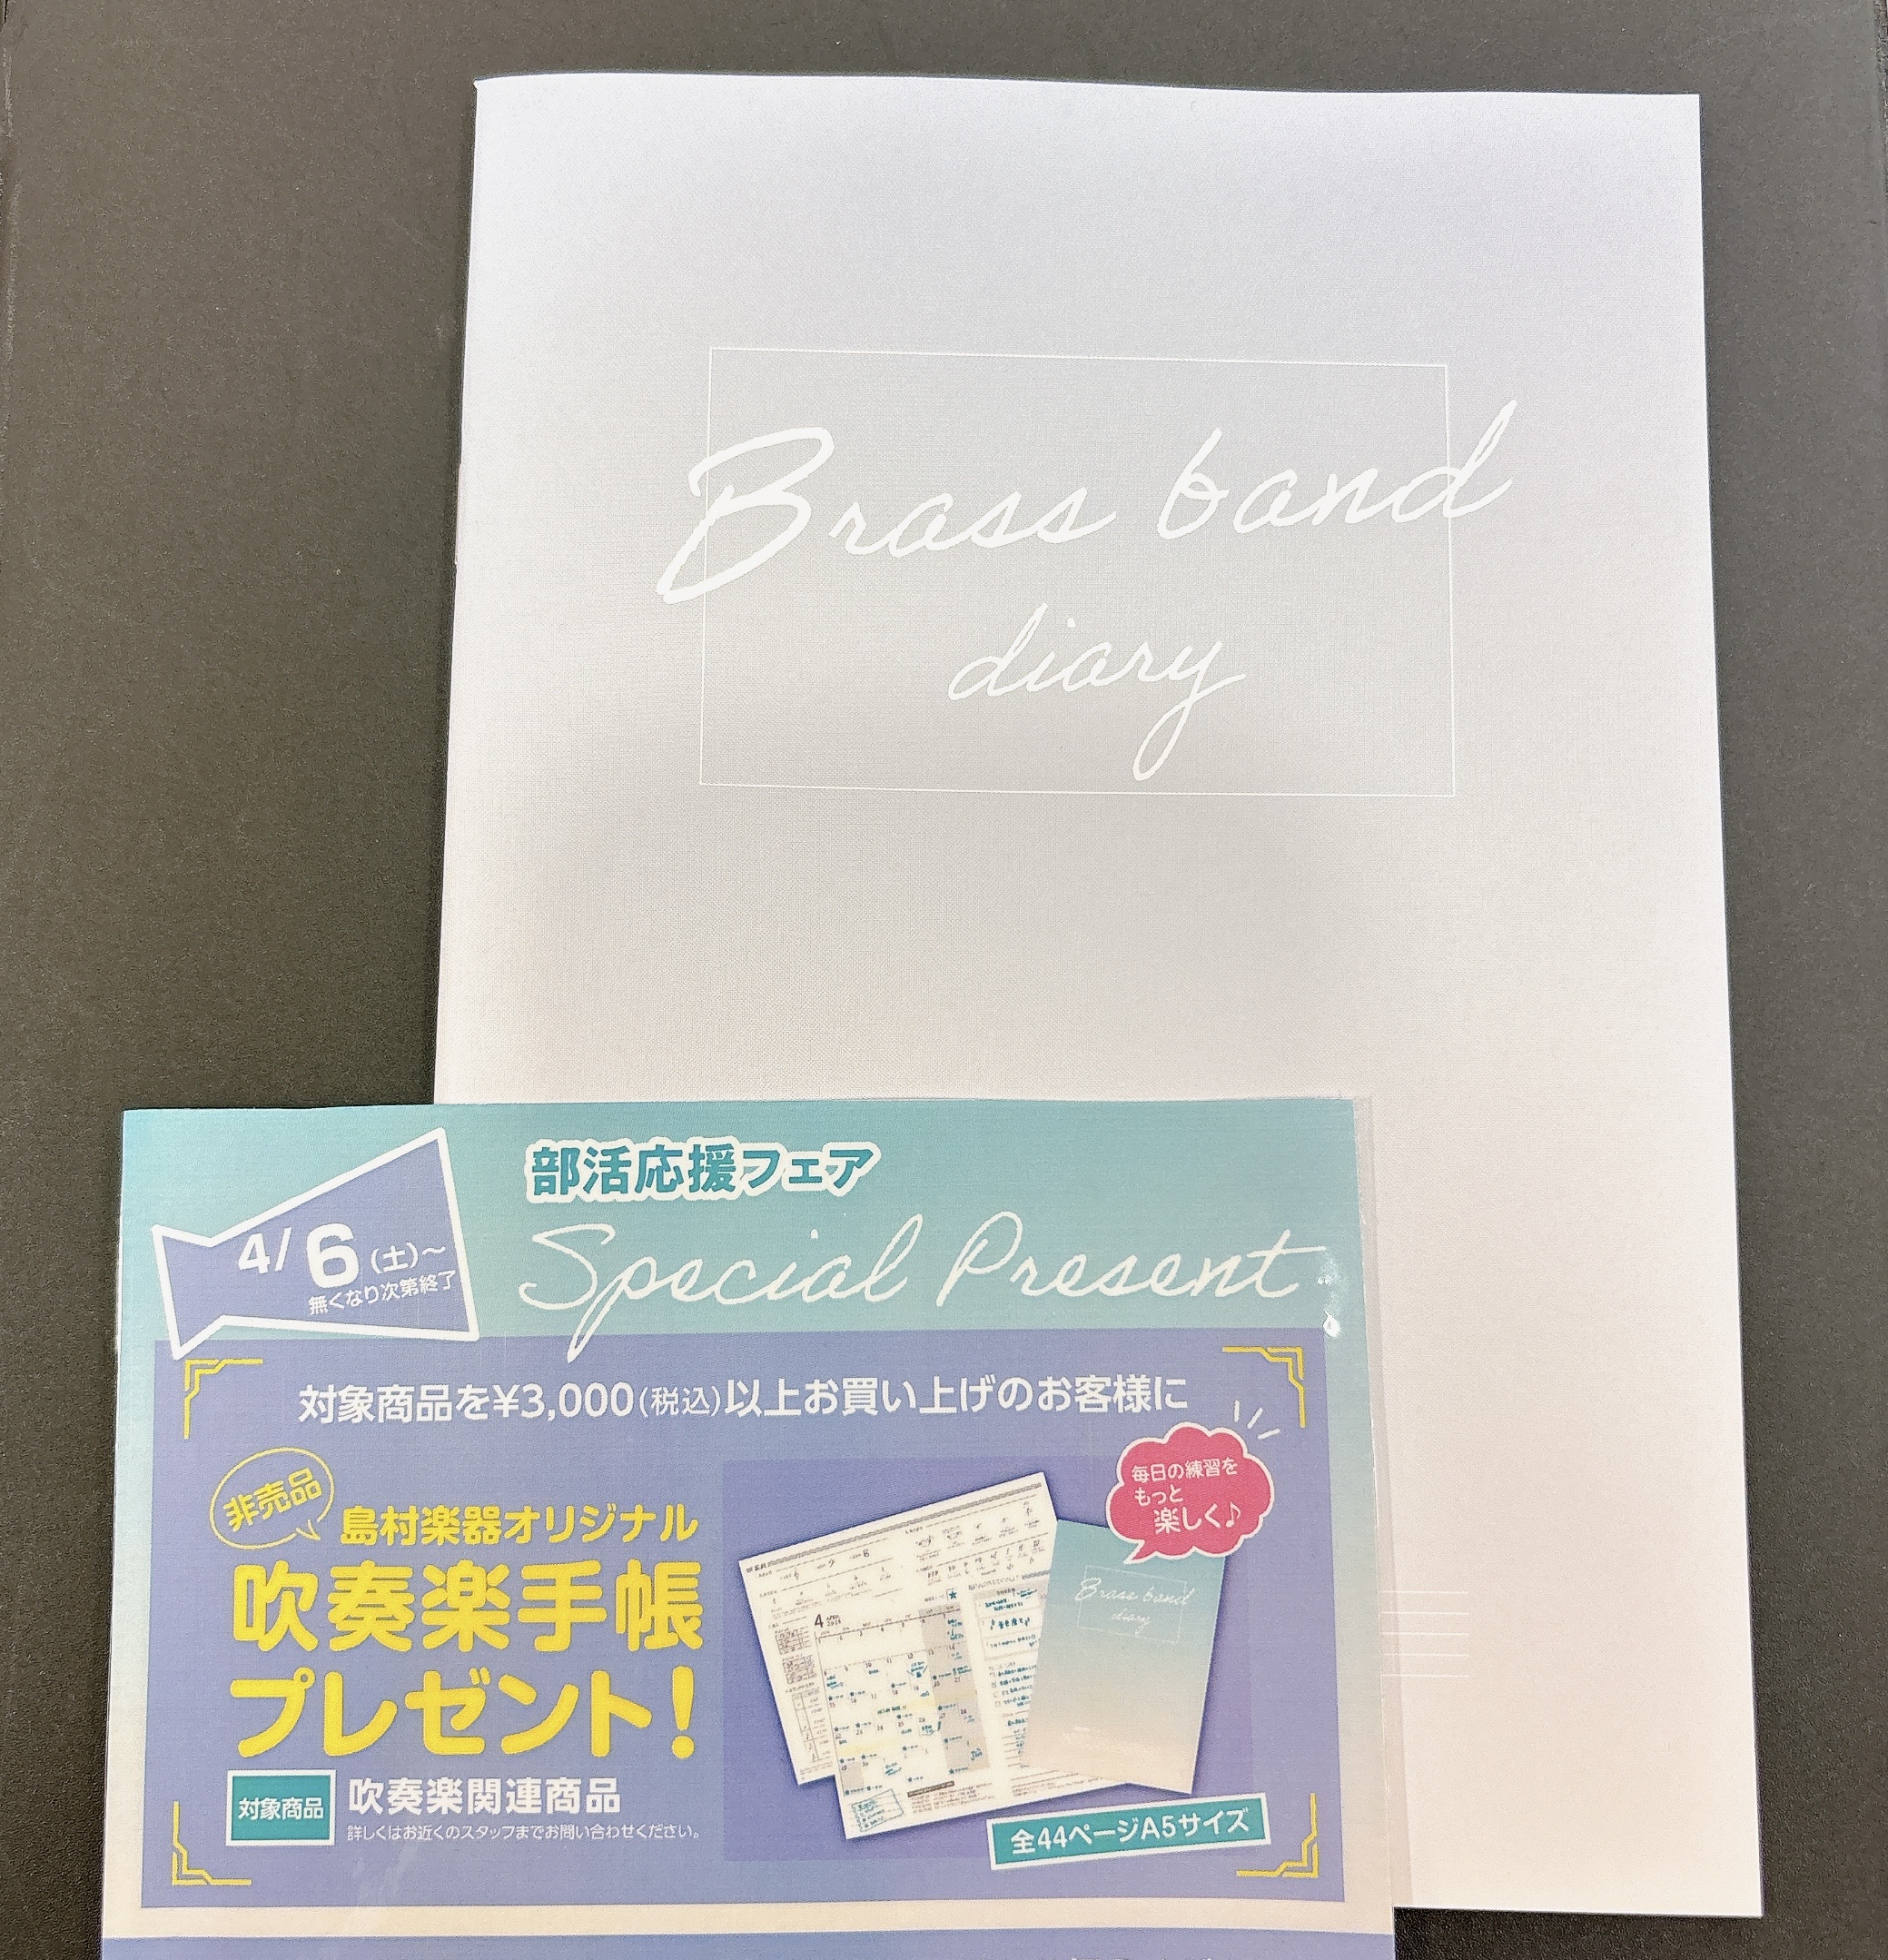 Brass band
diary
部活応援フェア
4/6(土)~
無くなり次第終了
Special Present
対象商品を¥3,000(税込)以上お買い上げのお客様に
非売品
島村楽器オリジナル
吹奏楽手帳
プレゼント!
毎日の練習を
もっと
楽しく♪
Brass band
diary
4
対象商品
吹奏楽関連商品
詳しくはお近くのスタッフまでお問い合わせください。
全44ページA5サイズ